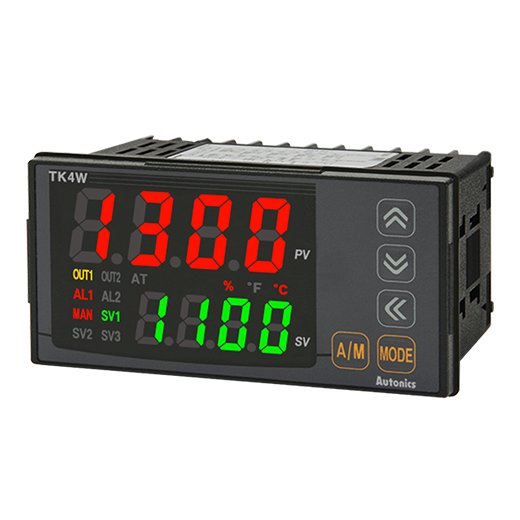 TK4W
1300 PV
OUT1 OUT2 AT
% °F °C
AL1 AL2
MAN SV1
1100 SV
SV2 SV3
A/M MODE
Autonics